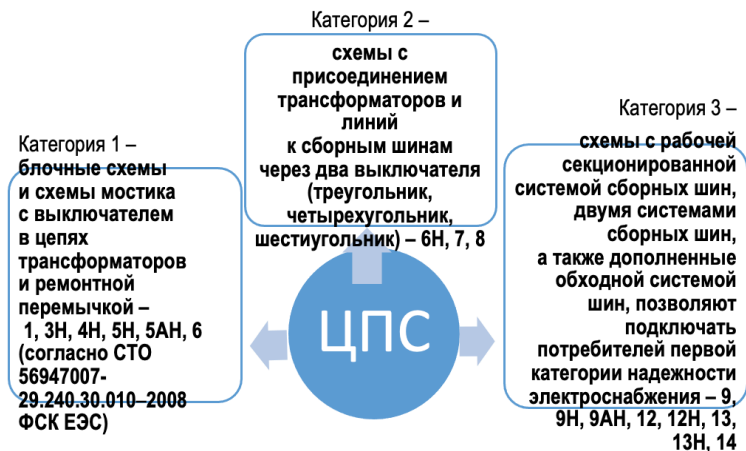 Категория 2 –
схемы с
присоединением
трансформаторов и
линий
к сборным шинам
через два выключателя
(треугольник,
четырехугольник,
шестиугольник) – 6Н, 7, 8
Категория 1 –
блочные схемы
и схемы мостика
с выключателем
в цепях
трансформаторов
и ремонтной
перемычкой –
1, 3Н, 4Н, 5Н, 5АН, 6
(согласно СТО
56947007-
29.240.30.010–2008
ФСК ЕЭС)
ЦПС
Категория 3 –
схемы с рабочей
секционированной
системой сборных шин,
двумя системами
сборных шин,
а также дополненные
обходной системой
шин, позволяют
подключать
потребителей первой
категории надежности
электроснабжения – 9,
9Н, 9АН, 12, 12Н, 13,
13Н, 14